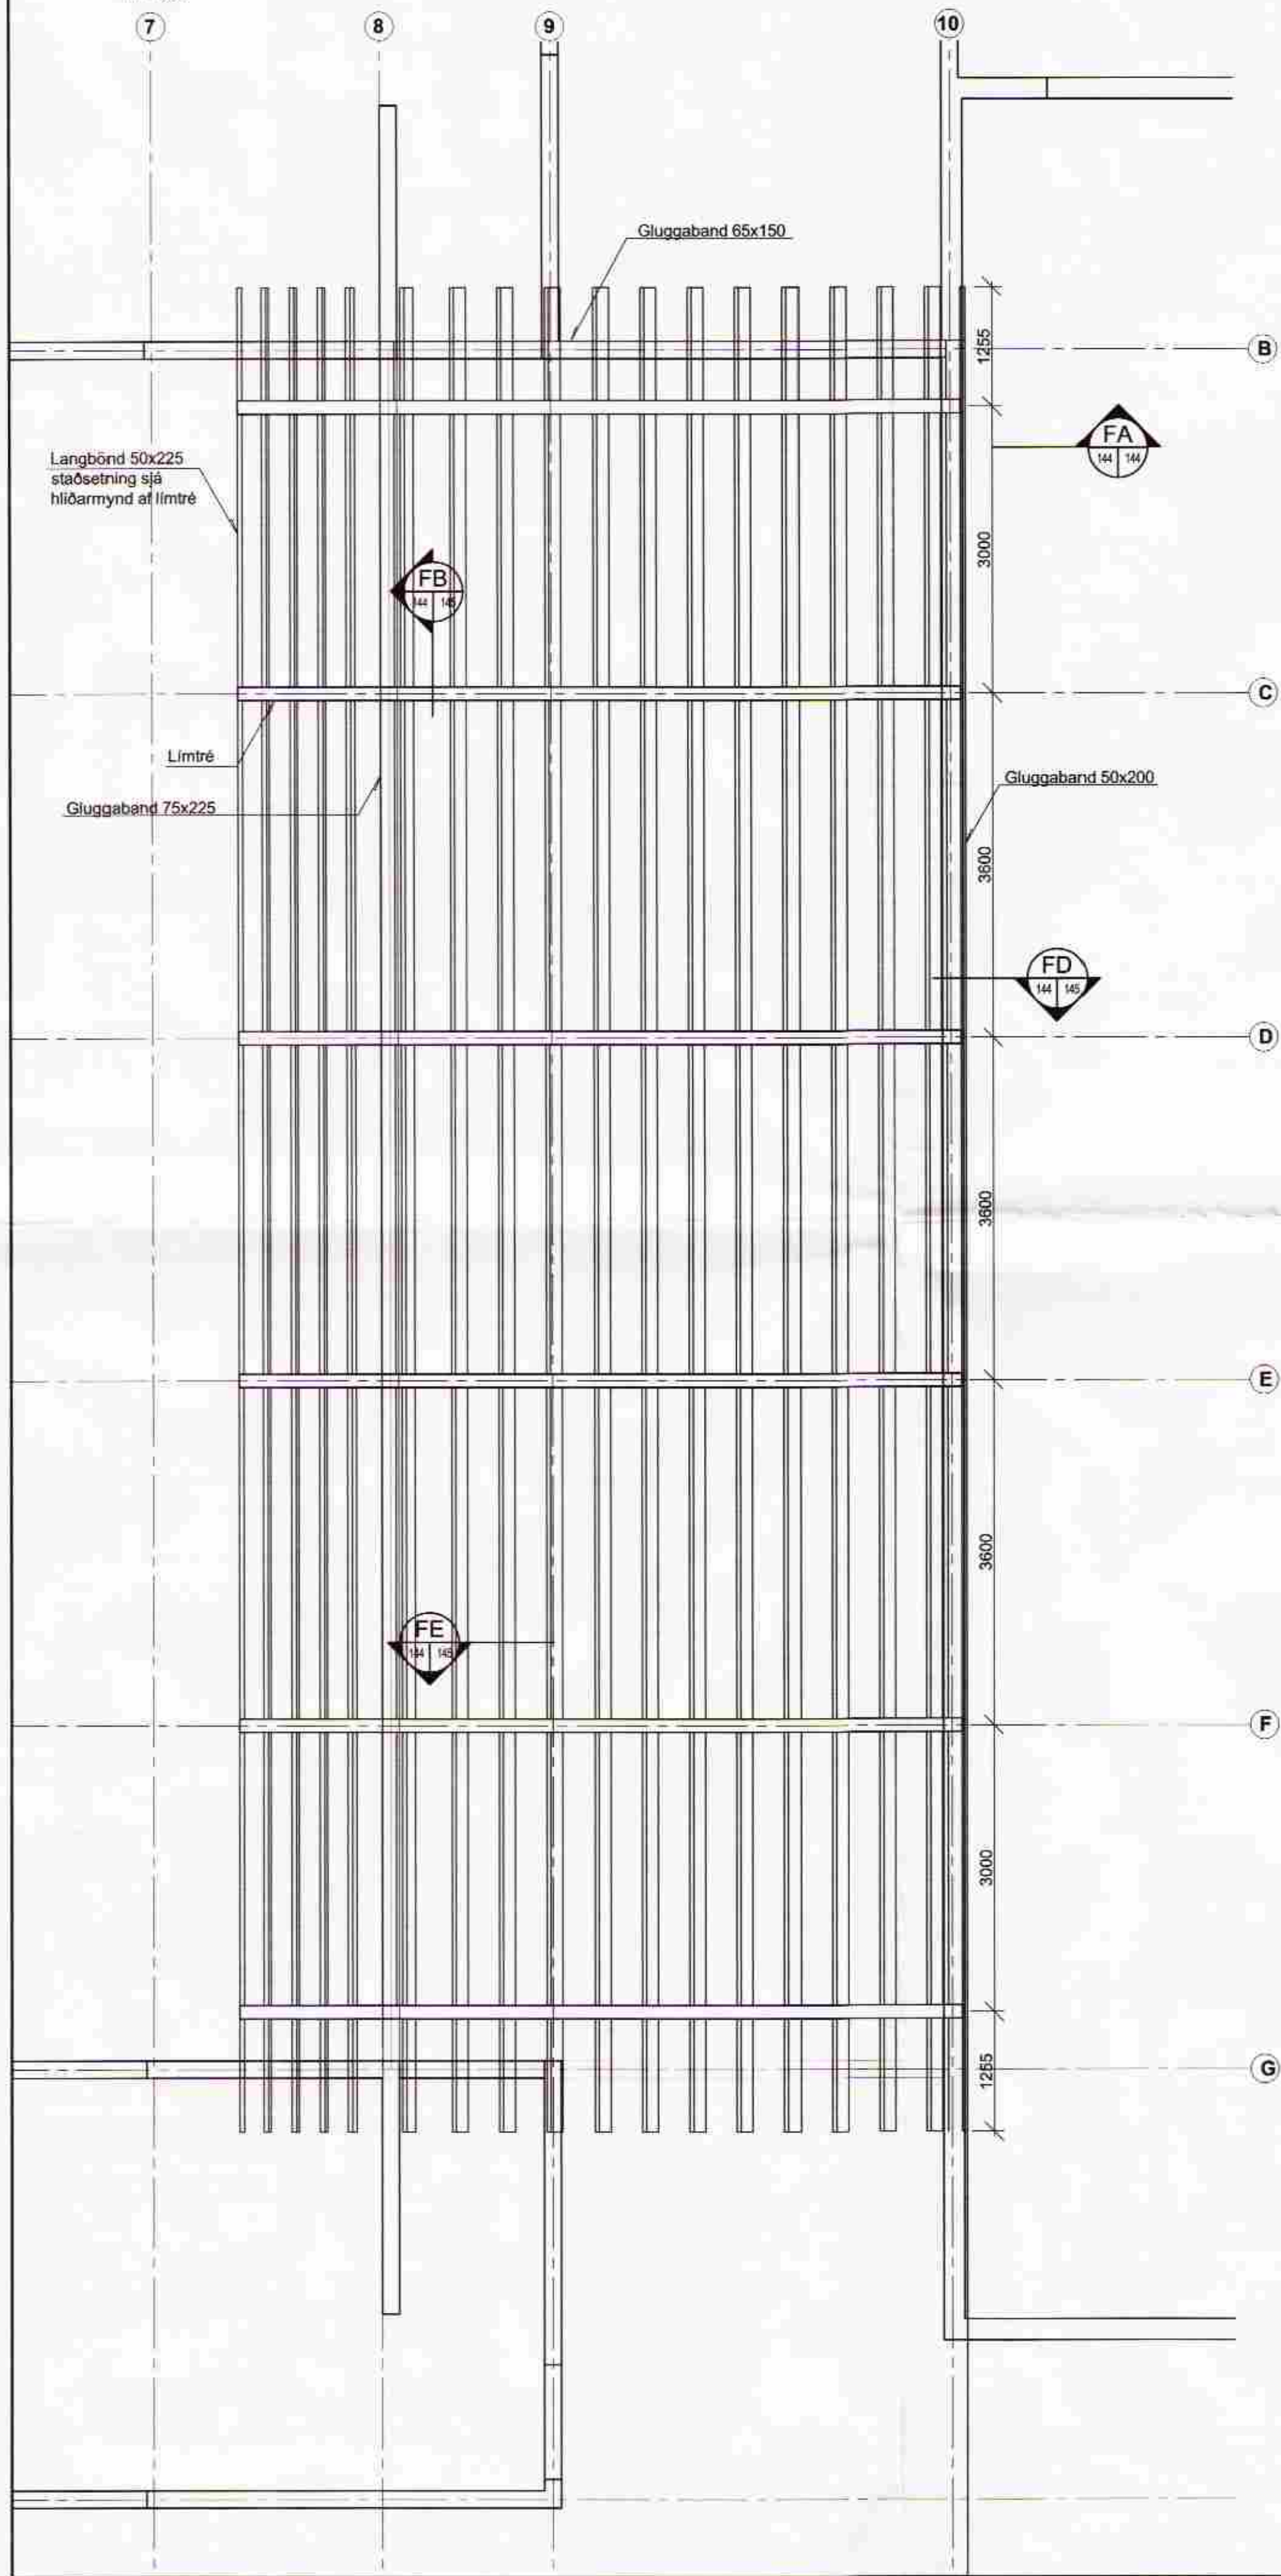 7
8
9
10
Gluggaband 65x150
1255
B
FA
144 144
Langbönd 50x225
staðsetning sjá
hliðarmynd af límtré
3000
FB
144 145
C
Límtré
Gluggaband 75x225
Gluggaband 50x200
3600
FD
144 145
D
3600
E
3600
FE
144 145
F
3000
1255
G